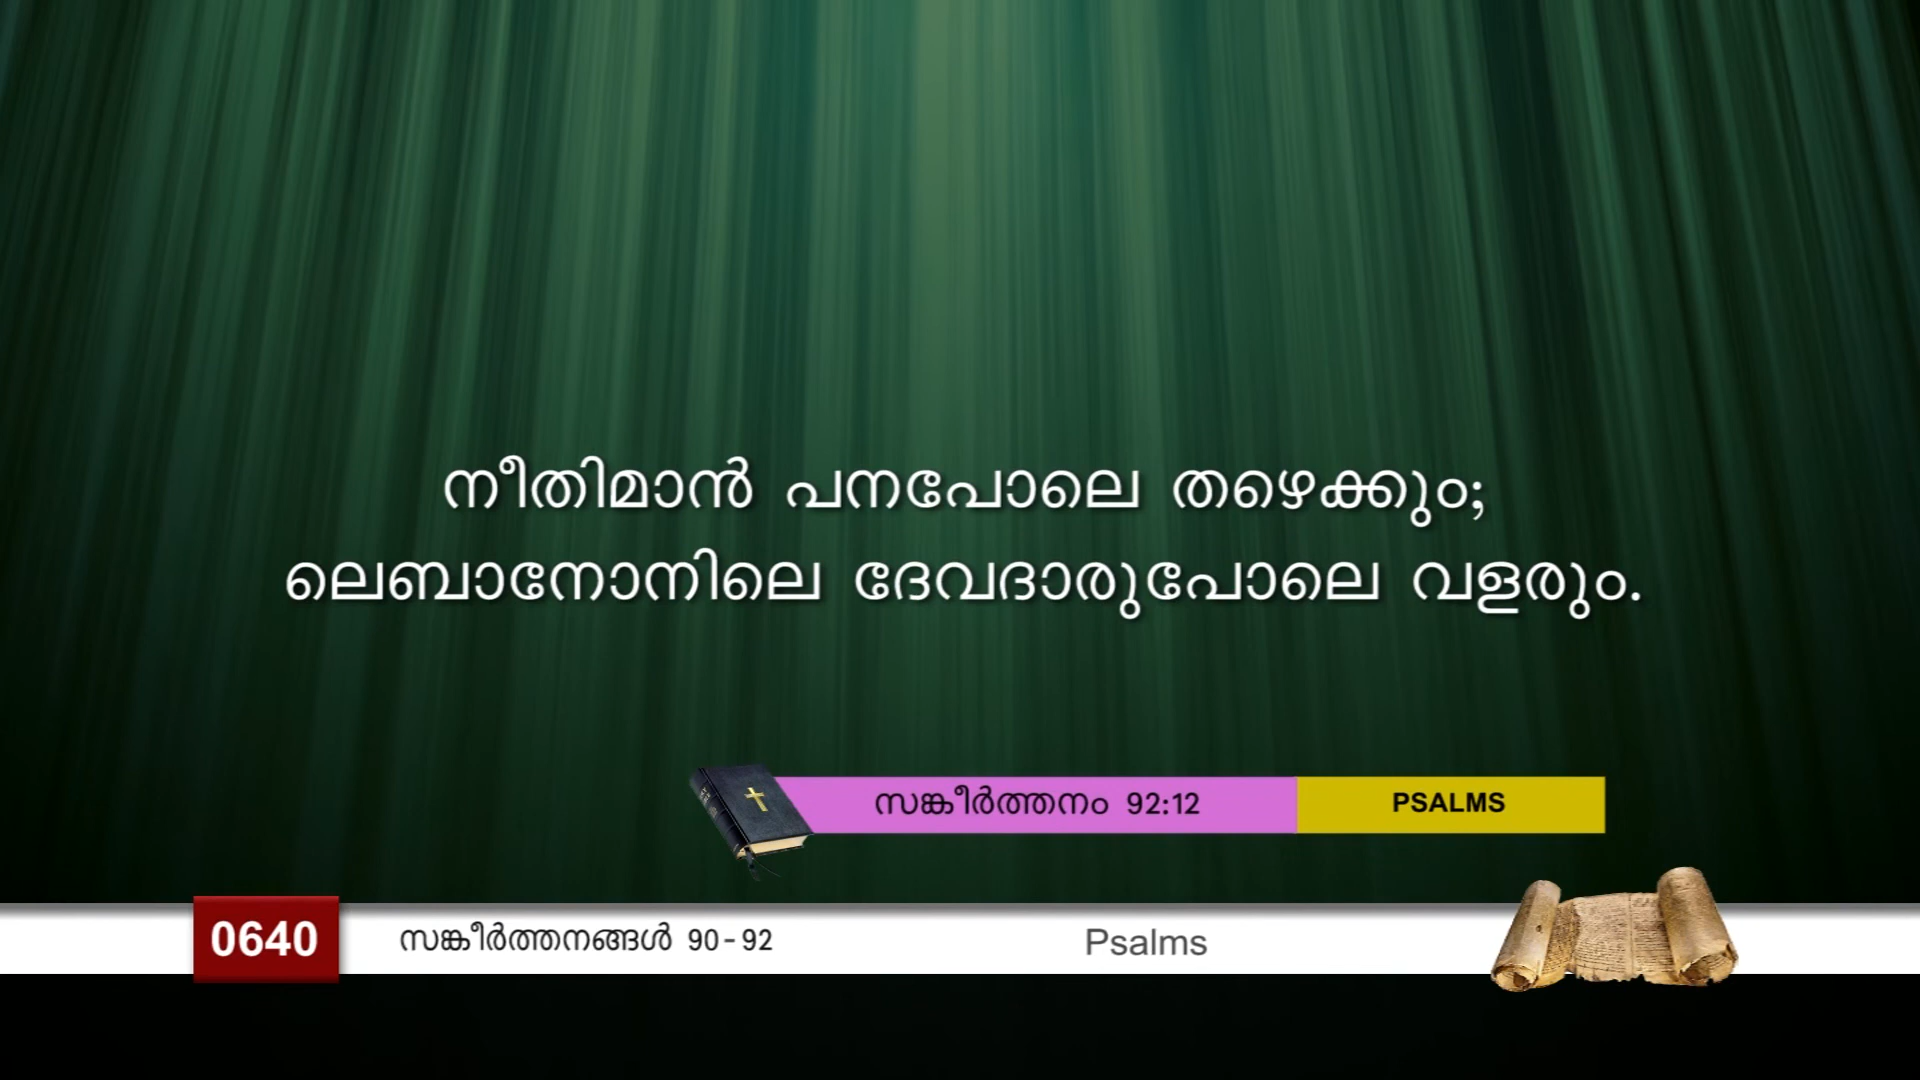 നീതിമാൻ പനപോലെ തഴെക്കും;
ലെബാനോനിലെ ദേവദാരുപോലെ വളരും.
സങ്കീർത്തനം 92:12 PSALMS
0640 സങ്കീർത്തനങ്ങൾ 90-92 Psalms